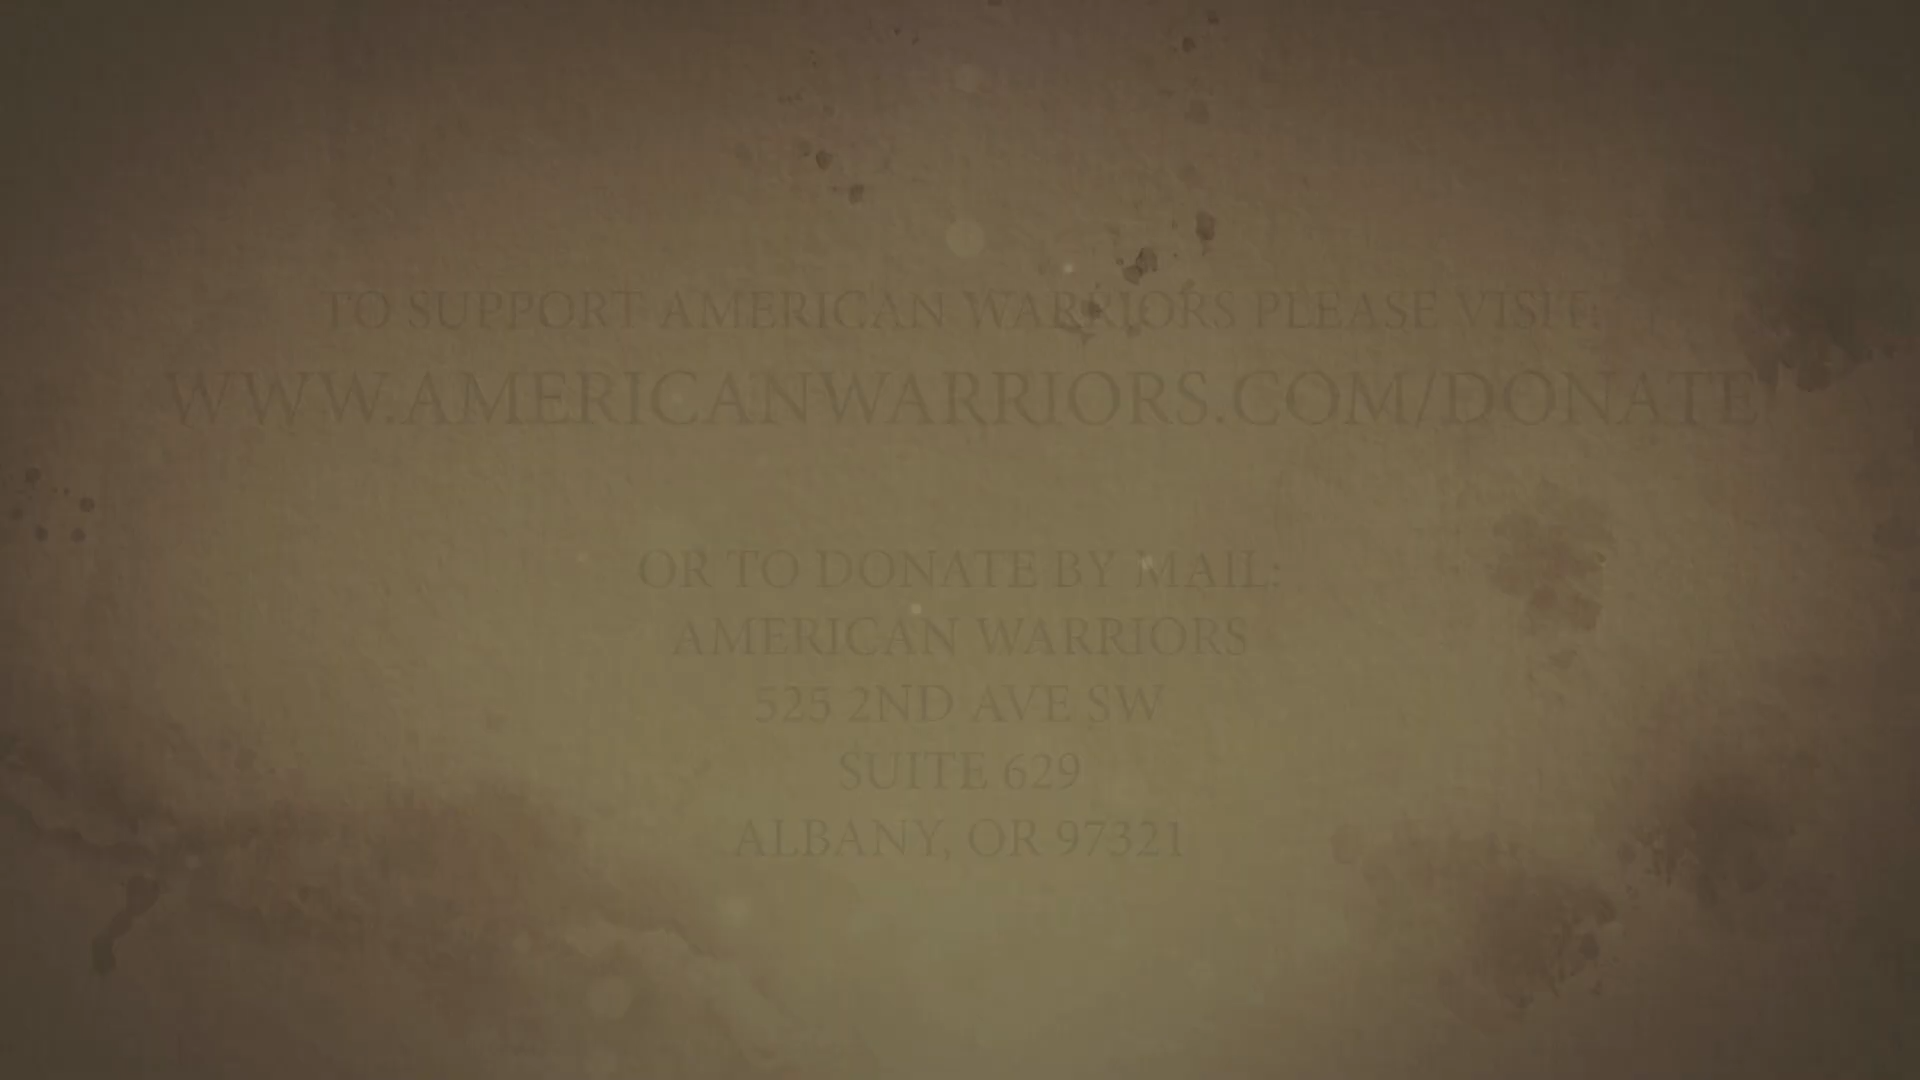 TO SUPPORT AMERICAN WARRIORS PLEASE VISIT:
WWW.AMERICANWARRIORS.COM/DONATE
OR TO DONATE BY MAIL:
AMERICAN WARRIORS
525 2ND AVE SW
SUITE 629
ALBANY, OR 97321